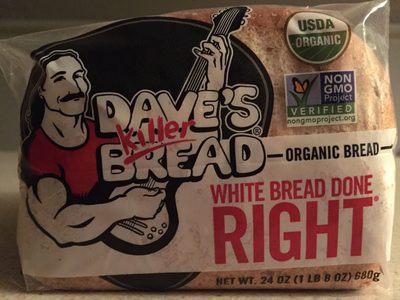 USDA
ORGANIC
NON
GMO
Project
VERIFIED
nongmoproject.org
DAVE'S
Killer
BREAD®
ORGANIC BREAD
WHITE BREAD DONE
RIGHT®
NET WT. 24 OZ (1 LB 8 OZ) 680g